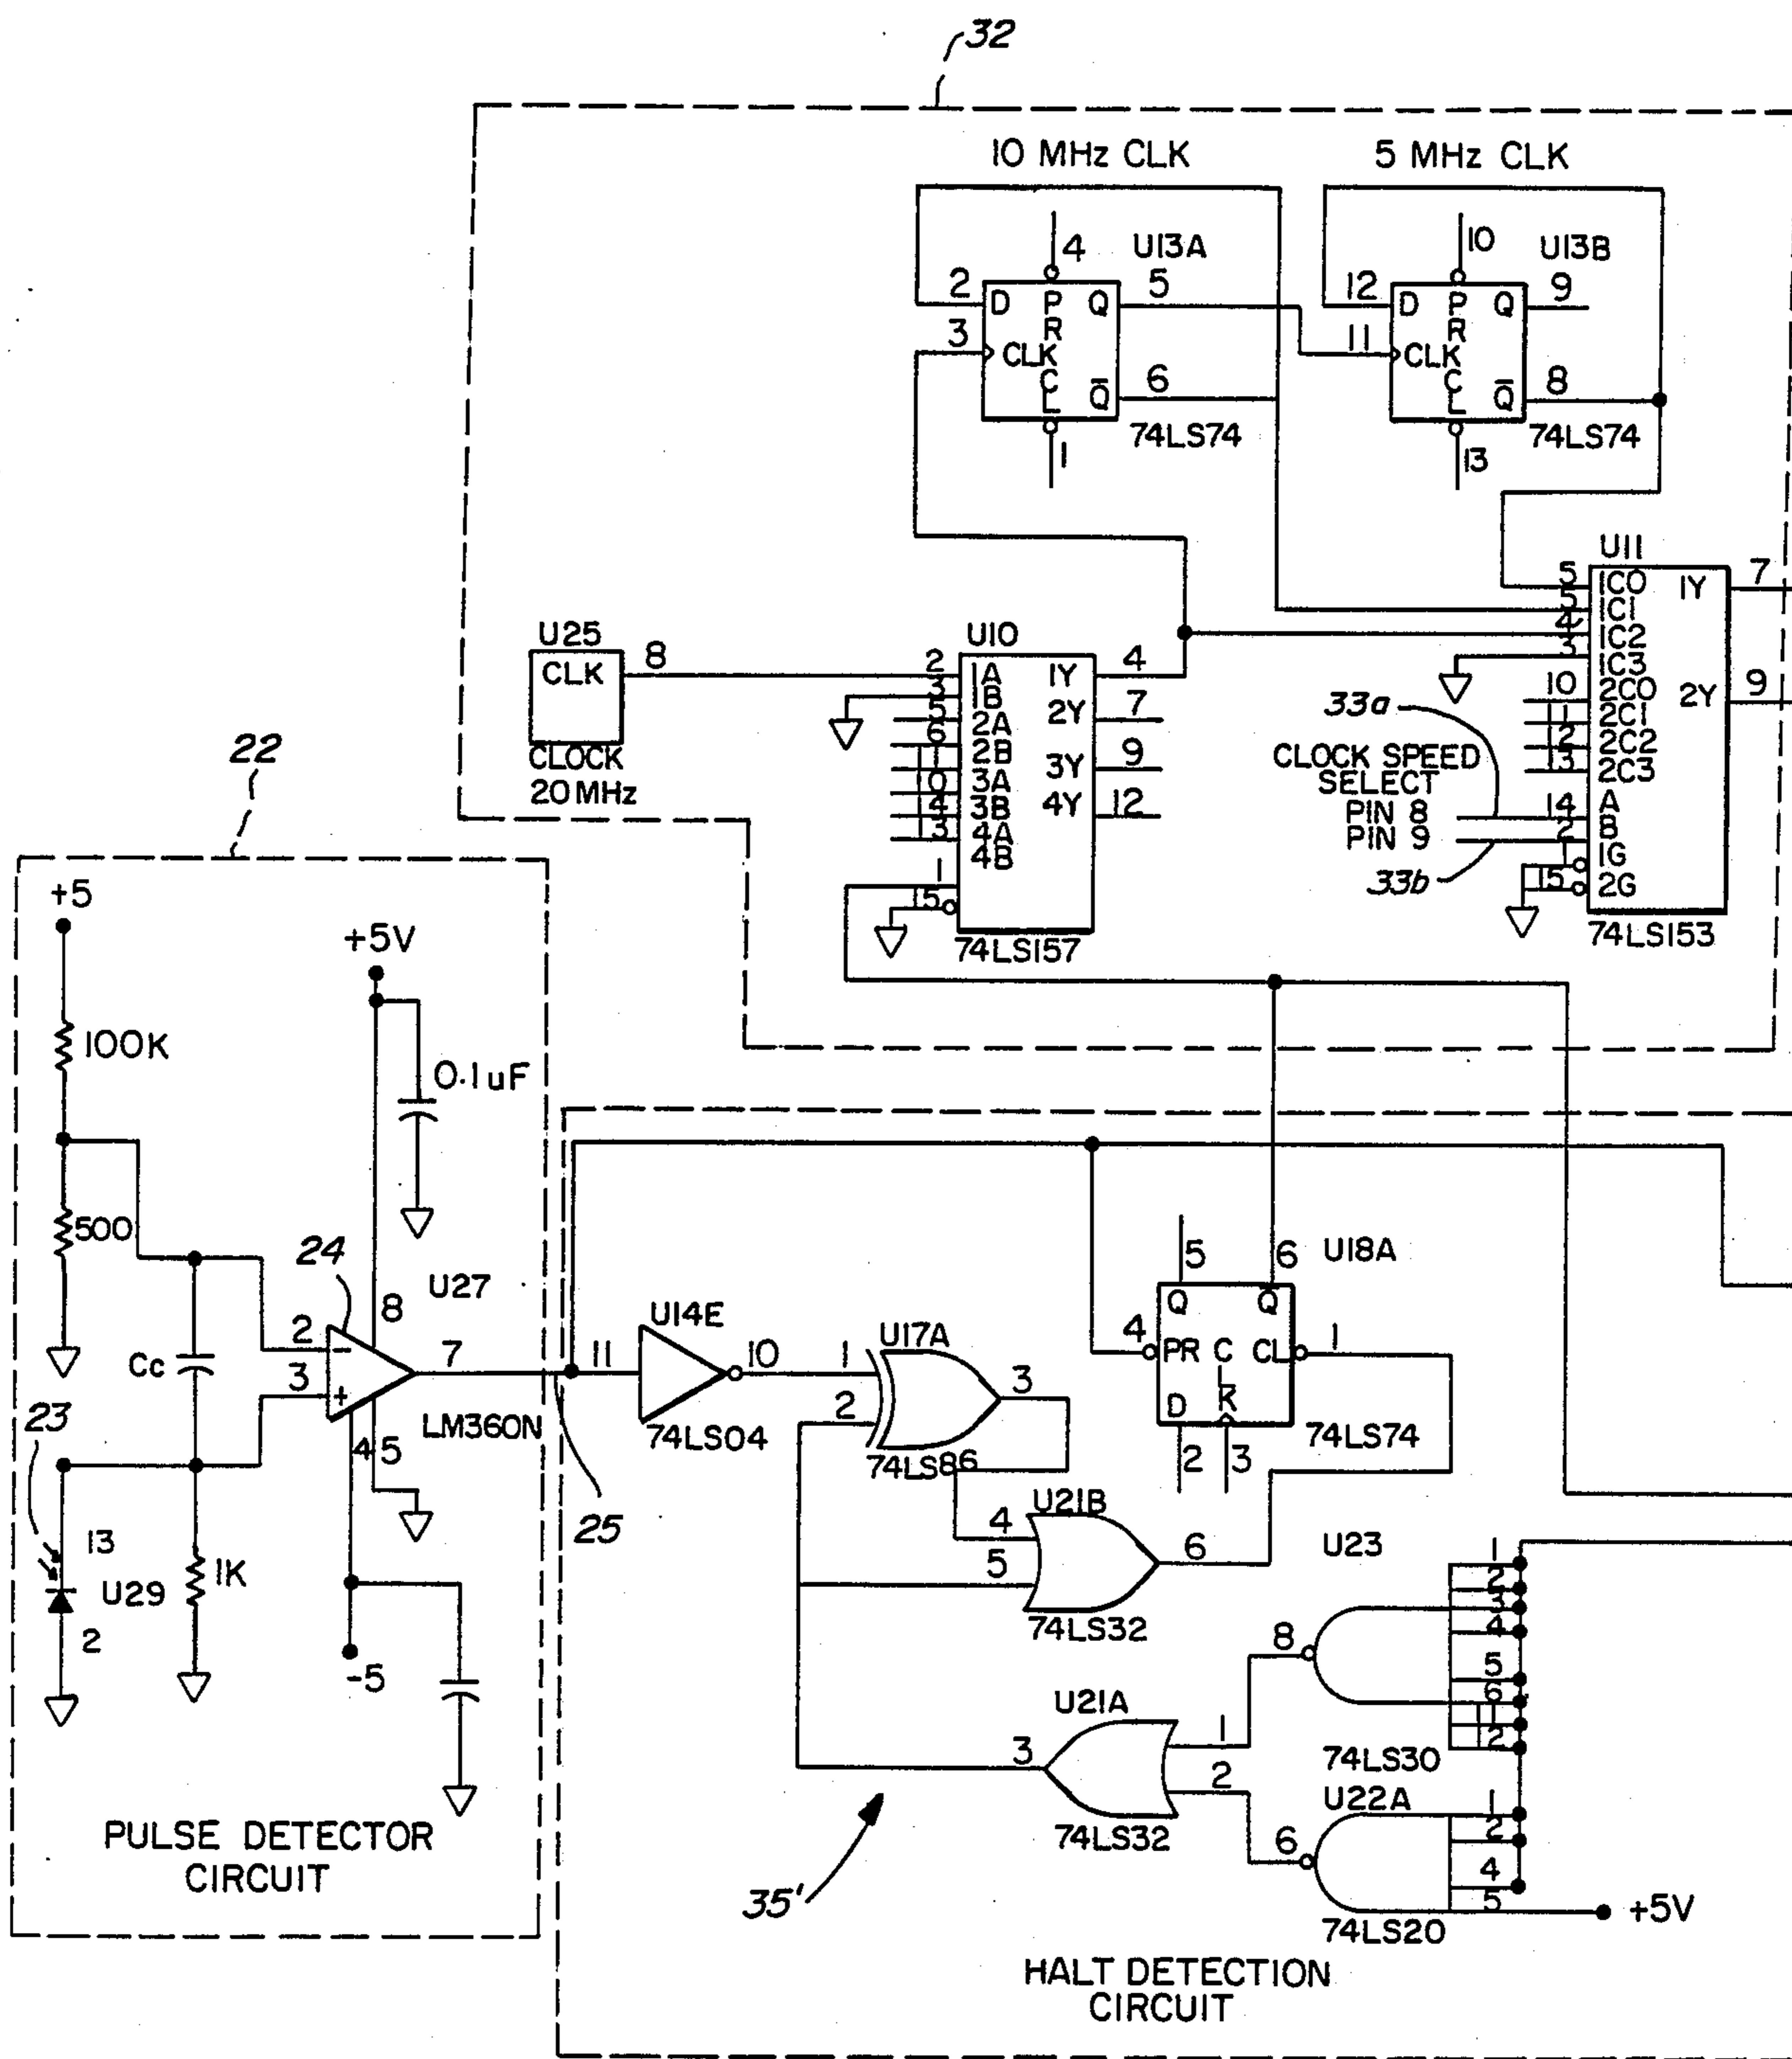 32
10 MHz CLK
5 MHz CLK
4
U13A
10
U13B
2
D
PR
Q
5
12
D
PR
Q
9
3
CLK
11
CLK
CL
Q̅
6
CL
Q̅
8
74LS74
74LS74
1
13
U11
5
1C0
1Y
7
1C1
4
1C2
3
1C3
10
2C0
2Y
9
11
2C1
12
2C2
13
2C3
14
A
2
B
1
1G
15
2G
74LS153
33a
CLOCK SPEED
SELECT
PIN 8
PIN 9
33b
U25
CLK
8
CLOCK
20MHz
U10
2
1A
1Y
4
3
1B
5
2A
2Y
7
6
2B
11
3A
3Y
9
10
3B
14
4A
4Y
12
13
4B
1
15
74LS157
22
+5
+5V
100K
0.1uF
500
24
U27
2
-
8
3
+
7
Cc
LM360N
4
5
23
13
U29
1K
2
-5
PULSE DETECTOR
CIRCUIT
25
U14E
11
10
74LS04
U17A
1
2
3
74LS86
5
6
U18A
Q
Q̅
4
PR
CLK
CL
1
D
2
3
74LS74
U21B
4
5
6
74LS32
U23
1
2
3
4
5
6
11
12
8
74LS30
U21A
3
1
2
74LS32
U22A
1
2
4
5
6
74LS20
+5V
35'
HALT DETECTION
CIRCUIT